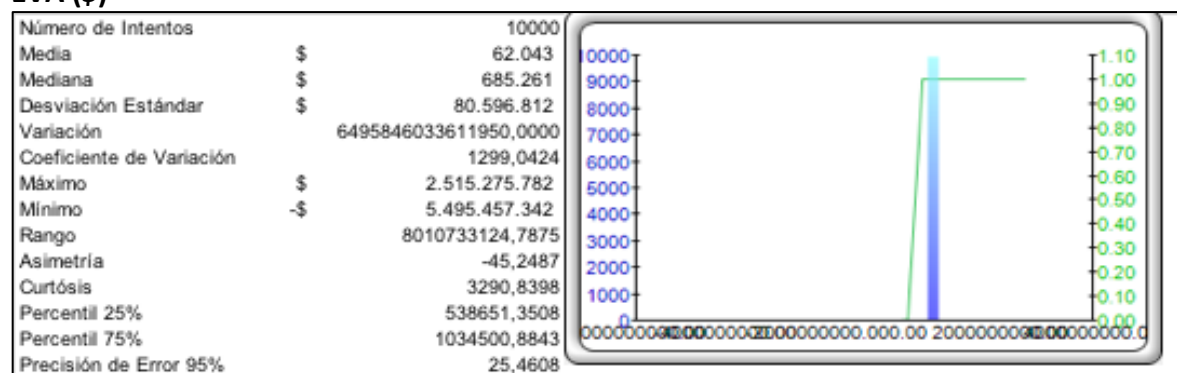 Número de Intentos 10000
Media $ 62.043
Mediana $ 685.261
Desviación Estándar $ 80.596.812
Variación 6495846033611950,0000
Coeficiente de Variación 1299,0424
Máximo $ 2.515.275.782
Mínimo -$ 5.495.457.342
Rango 8010733124,7875
Asimetría -45,2487
Curtósis 3290,8398
Percentil 25% 538651,3508
Percentil 75% 1034500,8843
Precisión de Error 95% 25,4608
10000
9000
8000
7000
6000
5000
4000
3000
2000
1000
0
1.10
1.00
0.90
0.80
0.70
0.60
0.50
0.40
0.30
0.20
0.10
0.00